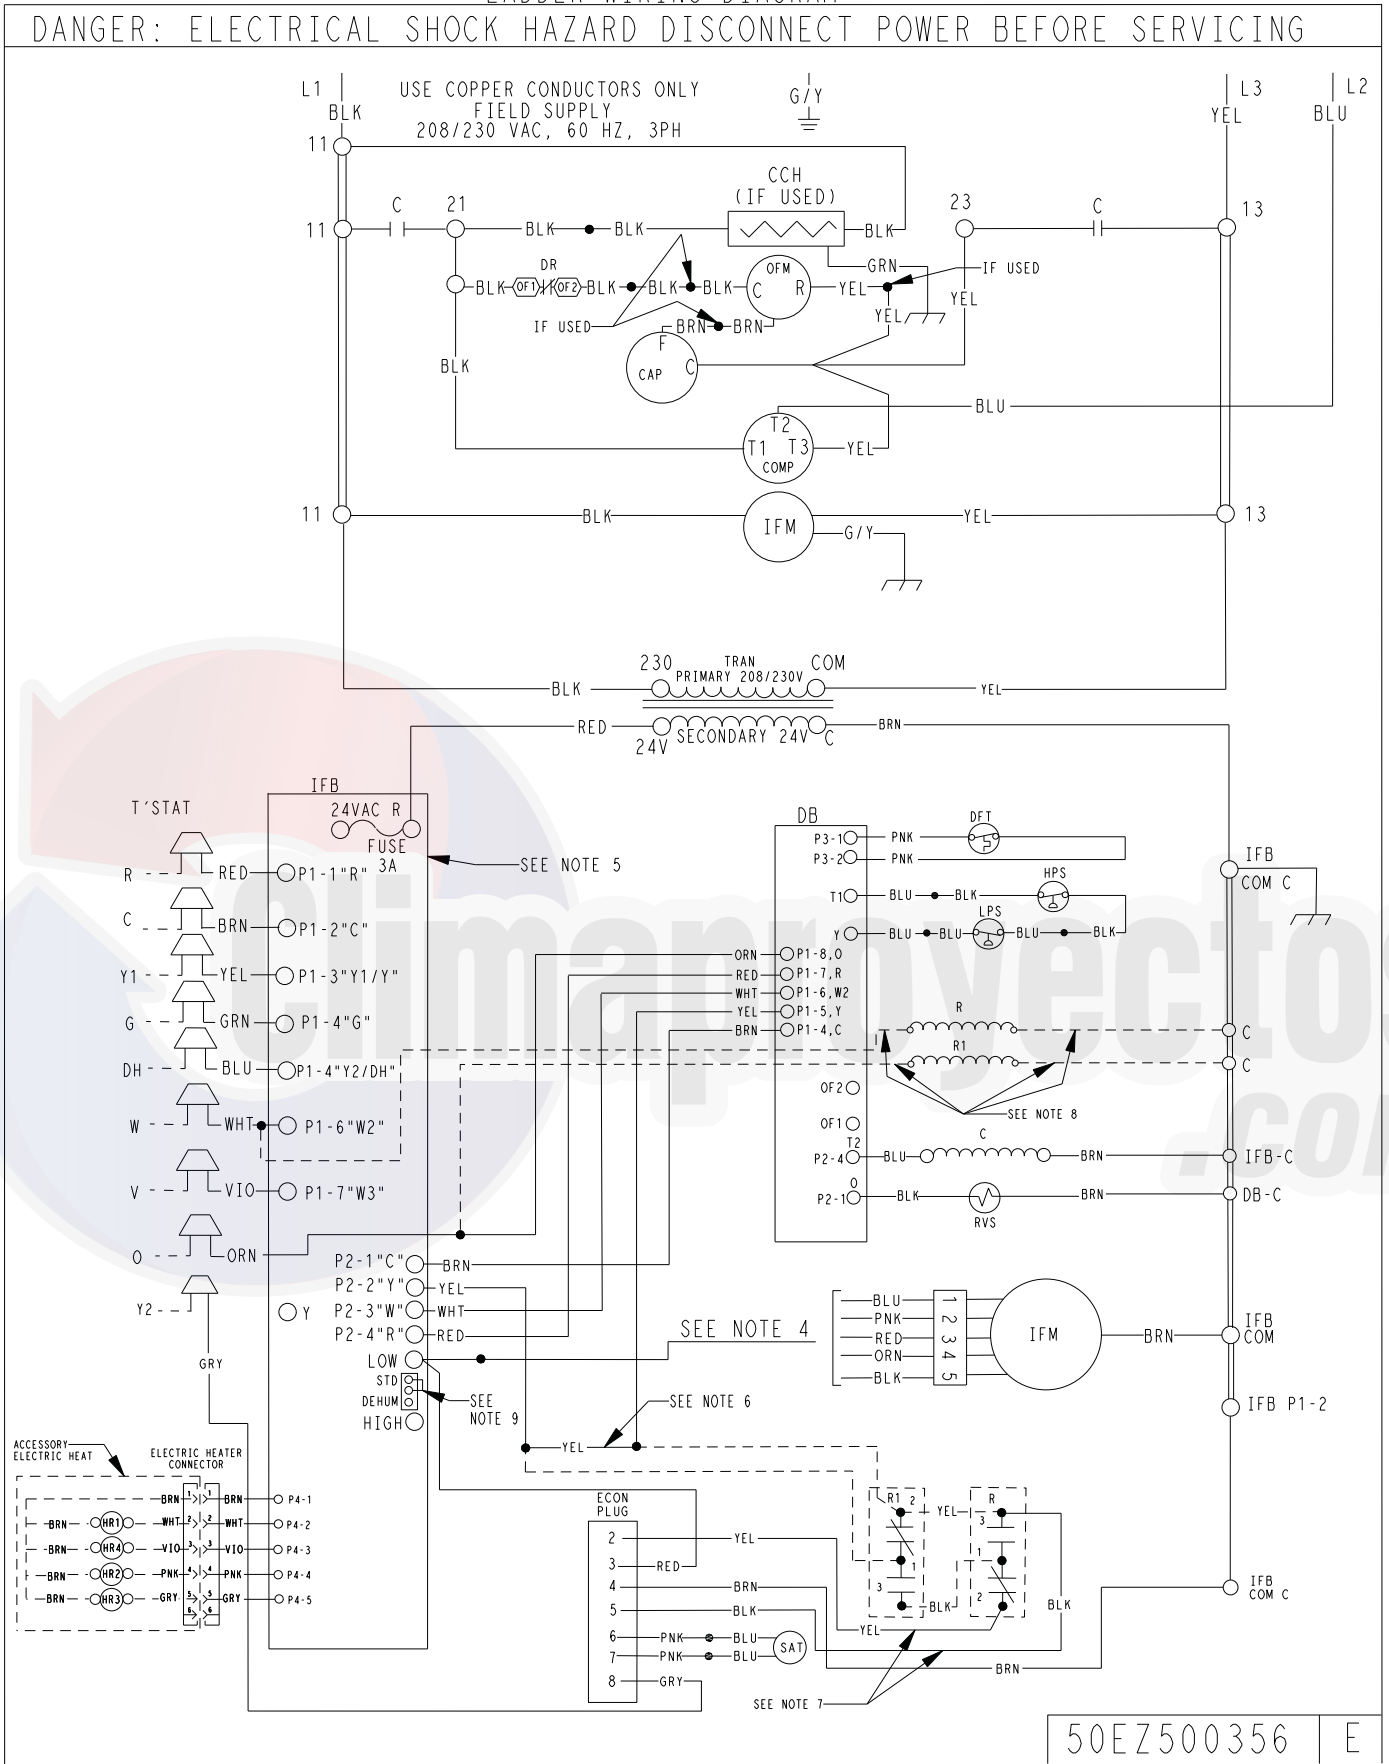 DANGER: ELECTRICAL SHOCK HAZARD DISCONNECT POWER BEFORE SERVICING
L1
BLK
USE COPPER CONDUCTORS ONLY
FIELD SUPPLY
208/230 VAC, 60 HZ, 3PH
G/Y
L3
YEL
L2
BLU
11
CCH
(IF USED)
11
C
21
BLK
BLK
BLK
23
C
13
DR
BLK
OF1
OF2
BLK
BLK
BLK
OFM
C
R
YEL
GRN
IF USED
YEL
YEL
IF USED
BRN
BRN
F
CAP
C
BLK
BLU
T2
T1
T3
COMP
YEL
11
BLK
IFM
YEL
13
G/Y
230
TRAN
COM
PRIMARY 208/230V
BLK
YEL
RED
24V
SECONDARY 24V
C
BRN
IFB
T'STAT
24VAC R
FUSE
3A
SEE NOTE 5
R
RED
P1-1"R"
C
BRN
P1-2"C"
Y1
YEL
P1-3"Y1/Y"
G
GRN
P1-4"G"
DH
BLU
P1-4"Y2/DH"
W
WHT
P1-6"W2"
V
VIO
P1-7"W3"
O
ORN
Y2
Y
GRY
P2-1"C"
BRN
P2-2"Y"
YEL
P2-3"W"
WHT
P2-4"R"
RED
LOW
STD
DEHUM
HIGH
SEE
NOTE 9
DB
P3-1
PNK
DFT
P3-2
PNK
T1
BLU
BLK
HPS
Y
BLU
BLU
LPS
BLU
BLK
ORN
P1-8,O
RED
P1-7,R
WHT
P1-6,W2
YEL
P1-5,Y
BRN
P1-4,C
R
C
R1
C
SEE NOTE 8
OF2
OF1
T2
P2-4
BLU
C
BRN
IFB-C
O
P2-1
BLK
RVS
BRN
DB-C
IFB
COM C
SEE NOTE 4
BLU
PNK
RED
ORN
BLK
1
2
3
4
5
IFM
BRN
IFB
COM
IFB P1-2
SEE NOTE 6
YEL
ACCESSORY
ELECTRIC HEAT
ELECTRIC HEATER
CONNECTOR
BRN
1
1
BRN
P4-1
BRN
HR1
WHT
2
2
WHT
P4-2
BRN
HR4
VIO
3
3
VIO
P4-3
BRN
HR2
PNK
4
4
PNK
P4-4
BRN
HR3
GRY
5
5
GRY
P4-5
6
6
ECON
PLUG
2
YEL
3
RED
4
BRN
5
BLK
6
PNK
BLU
7
PNK
BLU
SAT
8
GRY
R1
2
1
3
YEL
R
3
1
2
BLK
BLK
YEL
BRN
IFB
COM C
SEE NOTE 7
50EZ500356
E
Climaproyectos
.com